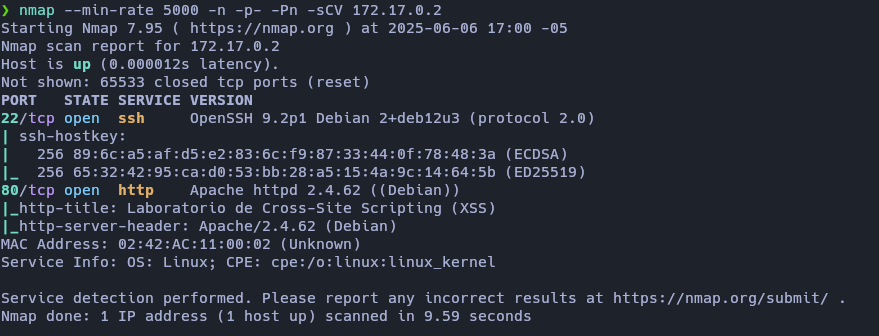 ❯ nmap --min-rate 5000 -n -p- -Pn -sCV 172.17.0.2
Starting Nmap 7.95 ( https://nmap.org ) at 2025-06-06 17:00 -05
Nmap scan report for 172.17.0.2
Host is up (0.000012s latency).
Not shown: 65533 closed tcp ports (reset)
PORT   STATE SERVICE VERSION
22/tcp open  ssh     OpenSSH 9.2p1 Debian 2+deb12u3 (protocol 2.0)
| ssh-hostkey:
|   256 89:6c:a5:af:d5:e2:83:6c:f9:87:33:44:0f:78:48:3a (ECDSA)
|_  256 65:32:42:95:ca:d0:53:bb:28:a5:15:4a:9c:14:64:5b (ED25519)
80/tcp open  http    Apache httpd 2.4.62 ((Debian))
|_http-title: Laboratorio de Cross-Site Scripting (XSS)
|_http-server-header: Apache/2.4.62 (Debian)
MAC Address: 02:42:AC:11:00:02 (Unknown)
Service Info: OS: Linux; CPE: cpe:/o:linux:linux_kernel

Service detection performed. Please report any incorrect results at https://nmap.org/submit/ .
Nmap done: 1 IP address (1 host up) scanned in 9.59 seconds